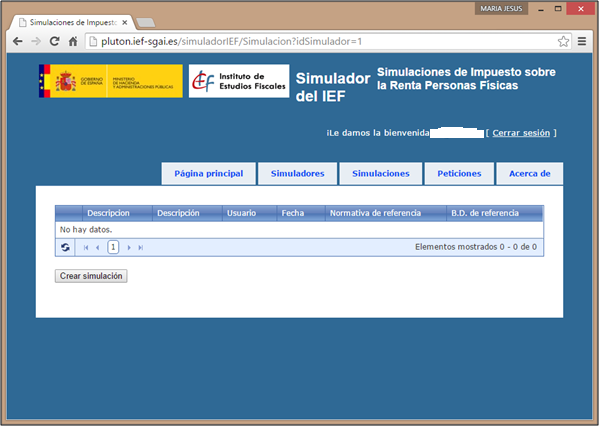 MARIA JESUS
Simulaciones de Impuesto
pluton.ief-sgai.es/simuladorIEF/Simulacion?idSimulador=1
GOBIERNO DE ESPAÑA
MINISTERIO DE HACIENDA Y ADMINISTRACIONES PÚBLICAS
IEF
Instituto de
Estudios Fiscales
Simulador
del IEF
Simulaciones de Impuesto sobre
la Renta Personas Físicas
¡Le damos la bienvenida [ Cerrar sesión ]
Página principal Simuladores Simulaciones Peticiones Acerca de
Descripcion Descripción Usuario Fecha Normativa de referencia B.D. de referencia
No hay datos.
1 Elementos mostrados 0 - 0 de 0
Crear simulación